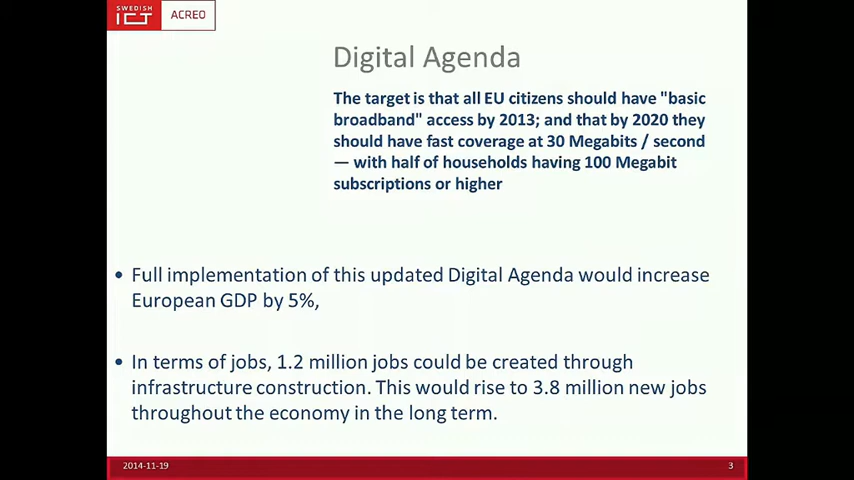 SWEDISH
ICT
ACREO
Digital Agenda
The target is that all EU citizens should have "basic
broadband" access by 2013; and that by 2020 they
should have fast coverage at 30 Megabits / second
— with half of households having 100 Megabit
subscriptions or higher
• Full implementation of this updated Digital Agenda would increase
European GDP by 5%,
• In terms of jobs, 1.2 million jobs could be created through
infrastructure construction. This would rise to 3.8 million new jobs
throughout the economy in the long term.
2014-11-19
3